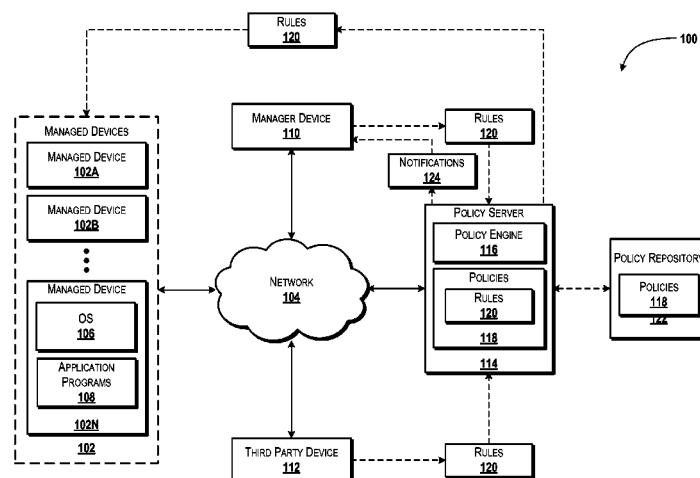 RULES
120
100
MANAGED DEVICES
MANAGED DEVICE
102A
MANAGED DEVICE
102B
MANAGED DEVICE
OS
106
APPLICATION
PROGRAMS
108
102N
102
MANAGER DEVICE
110
RULES
120
NOTIFICATIONS
124
NETWORK
104
POLICY SERVER
POLICY ENGINE
116
POLICIES
RULES
120
118
114
POLICY REPOSITORY
POLICIES
118
122
THIRD PARTY DEVICE
112
RULES
120